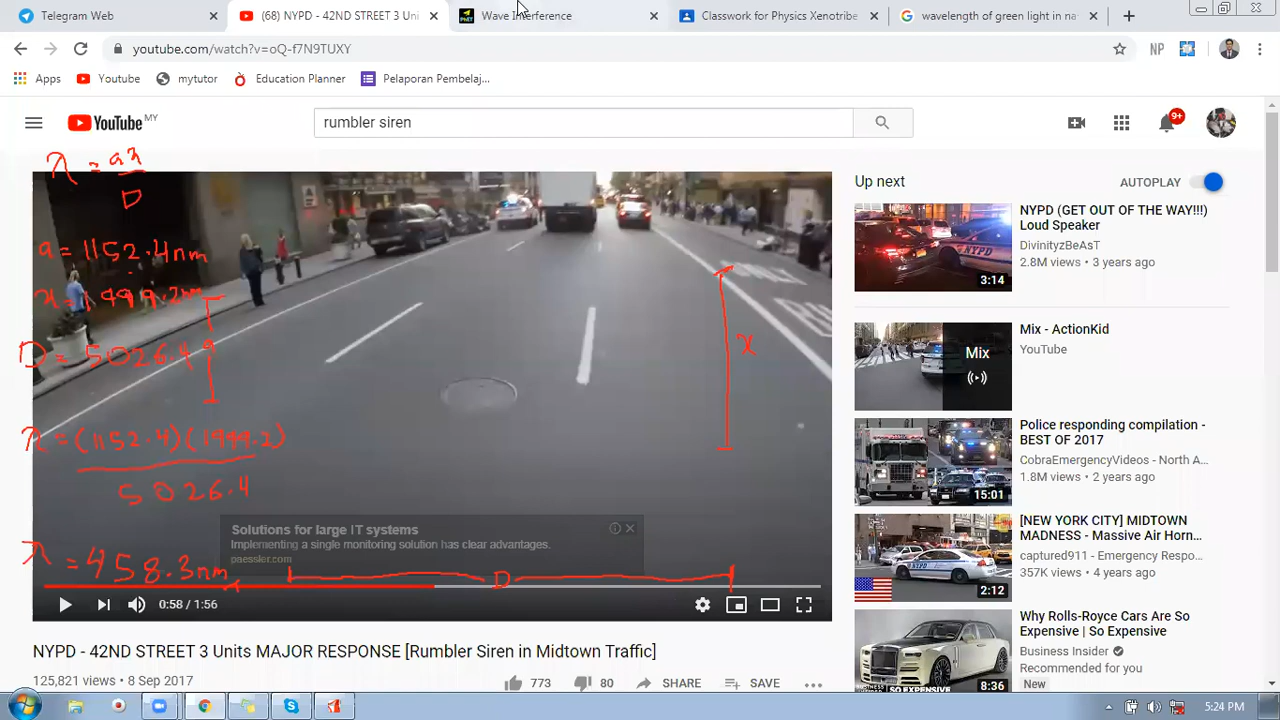 Telegram Web
(68) NYPD - 42ND STREET 3 Uni
Wave Interference
Classwork for Physics Xenotribe
wavelength of green light in na
youtube.com/watch?v=oQ-f7N9TUXY
NP
Apps
Youtube
mytutor
Education Planner
Pelaporan Pembelaj...
YouTube MY
rumbler siren
9+
λ = ax
D
a = 1152.4nm
x = 1999.2nm
D = 5026.4
λ = (1152.4)(1999.2)
5026.4
λ = 458.3nm
x
D
Solutions for large IT systems
Implementing a single monitoring solution has clear advantages.
paessler.com
0:58 / 1:56
NYPD - 42ND STREET 3 Units MAJOR RESPONSE [Rumbler Siren in Midtown Traffic]
125,821 views • 8 Sep 2017
773
80
SHARE
SAVE
Up next
AUTOPLAY
NYPD (GET OUT OF THE WAY!!!)
Loud Speaker
DivinityzBeAsT
2.8M views • 3 years ago
3:14
Mix - ActionKid
YouTube
Mix
Police responding compilation -
BEST OF 2017
CobraEmergencyVideos - North A...
1.8M views • 2 years ago
15:01
[NEW YORK CITY] MIDTOWN
MADNESS - Massive Air Horn...
captured911 - Emergency Respo...
357K views • 4 years ago
2:12
Why Rolls-Royce Cars Are So
Expensive | So Expensive
Business Insider
Recommended for you
New
8:36
5:24 PM